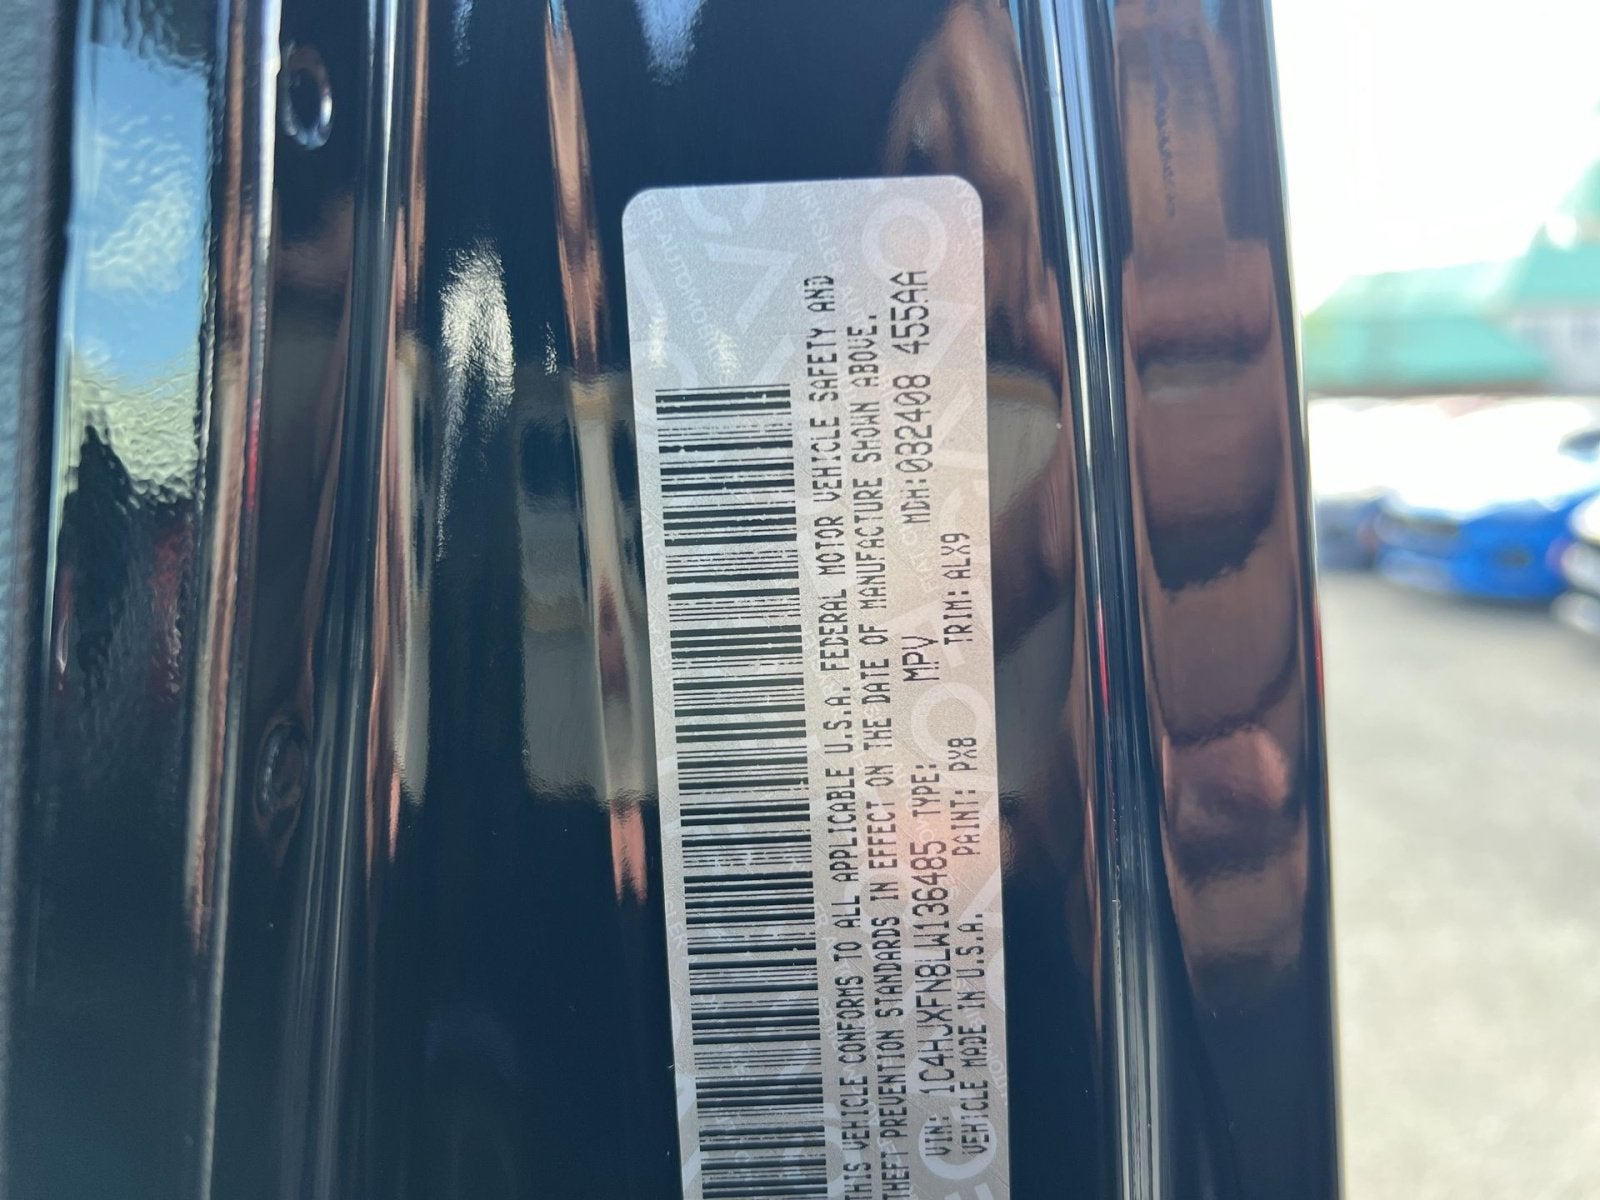 THIS VEHICLE CONFORMS TO ALL APPLICABLE U.S.A. FEDERAL MOTOR VEHICLE SAFETY AND
THEFT PREVENTION STANDARDS IN EFFECT ON THE DATE OF MANUFACTURE SHOWN ABOVE.
VIN: 1C4HJXFN8LW136485 TYPE: MPV MDH:032408 455AA
VEHICLE MADE IN U.S.A. PAINT: PX8 TRIM:ALX9